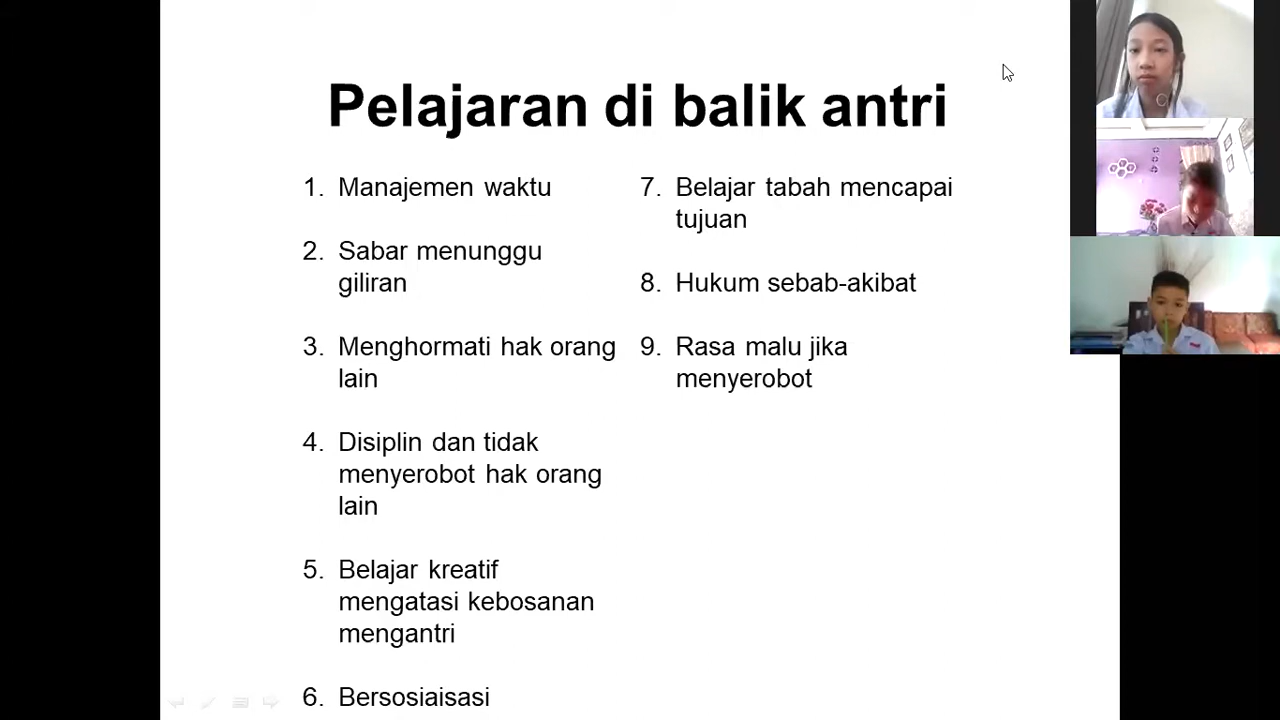 Pelajaran di balik antri
1. Manajemen waktu
2. Sabar menunggu
giliran
3. Menghormati hak orang
lain
4. Disiplin dan tidak
menyerobot hak orang
lain
5. Belajar kreatif
mengatasi kebosanan
mengantri
6. Bersosiaisasi
7. Belajar tabah mencapai
tujuan
8. Hukum sebab-akibat
9. Rasa malu jika
menyerobot